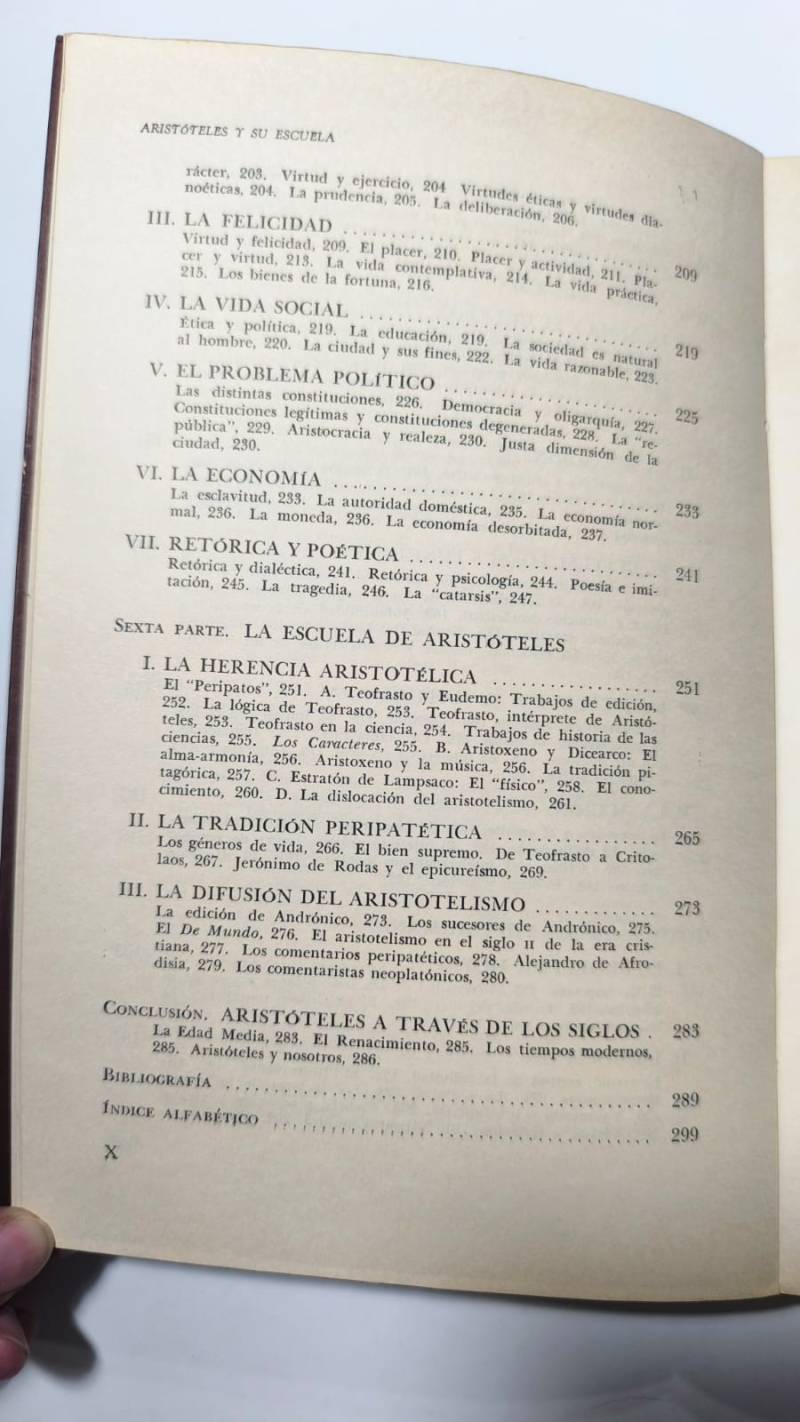 ARISTÓTELES Y SU ESCUELA
rácter, 203. Virtud y ejercicio, 204 Virtudes éticas y virtudes dia-
noéticas, 204. La prudencia, 205. La deliberación, 206.
III. LA FELICIDAD . . . . . . . . . . . . . . . . . . . . . . . . . . . . . . 209
Virtud y felicidad, 209. El placer, 210. Placer y actividad, 211. Pla-
cer y virtud, 213. La vida contemplativa, 214. La vida práctica,
215. Los bienes de la fortuna, 216.
IV. LA VIDA SOCIAL . . . . . . . . . . . . . . . . . . . . . . . . . . . . 219
Ética y política, 219. La educación, 219. La sociedad es natural
al hombre, 220. La ciudad y sus fines, 222. La vida razonable, 223.
V. EL PROBLEMA POLÍTICO . . . . . . . . . . . . . . . . . . . . . 225
Las distintas constituciones, 226. Democracia y oligarquía, 227.
Constituciones legítimas y constituciones degeneradas, 228. La "re-
pública", 229. Aristocracia y realeza, 230. Justa dimensión de la
ciudad, 230.
VI. LA ECONOMÍA . . . . . . . . . . . . . . . . . . . . . . . . . . . . . . 233
La esclavitud, 233. La autoridad doméstica, 235. La economía nor-
mal, 236. La moneda, 236. La economía desorbitada, 237.
VII. RETÓRICA Y POÉTICA . . . . . . . . . . . . . . . . . . . . . . . 241
Retórica y dialéctica, 241. Retórica y psicología, 244. Poesía e imi-
tación, 245. La tragedia, 246. La "catarsis", 247.
SEXTA PARTE. LA ESCUELA DE ARISTÓTELES
I. LA HERENCIA ARISTOTÉLICA . . . . . . . . . . . . . . . . . 251
El "Peripatos", 251. A. Teofrasto y Eudemo: Trabajos de edición,
252. La lógica de Teofrasto, 253. Teofrasto, intérprete de Aristó-
teles, 253. Teofrasto en la ciencia, 254. Trabajos de historia de las
ciencias, 255. Los Caracteres, 255. B. Aristoxeno y Dicearco: El
alma-armonía, 256. Aristoxeno y la música, 256. La tradición pi-
tagórica, 257. C. Estratón de Lampsaco: El "físico", 258. El cono-
cimiento, 260. D. La dislocación del aristotelismo, 261.
II. LA TRADICIÓN PERIPATÉTICA . . . . . . . . . . . . . . . . 265
Los géneros de vida, 266. El bien supremo. De Teofrasto a Crito-
laos, 267. Jerónimo de Rodas y el epicureísmo, 269.
III. LA DIFUSIÓN DEL ARISTOTELISMO . . . . . . . . . . . . 273
La edición de Andrónico, 273. Los sucesores de Andrónico, 275.
El De Mundo, 276. El aristotelismo en el siglo II de la era cris-
tiana, 277. Los comentarios peripatéticos, 278. Alejandro de Afro-
disia, 279. Los comentaristas neoplatónicos, 280.
CONCLUSIÓN. ARISTÓTELES A TRAVÉS DE LOS SIGLOS . 283
La Edad Media, 283. El Renacimiento, 285. Los tiempos modernos,
285. Aristóteles y nosotros, 286.
BIBLIOGRAFÍA . . . . . . . . . . . . . . . . . . . . . . . . . . . . . . . . . . . . . . . . 289
ÍNDICE ALFABÉTICO . . . . . . . . . . . . . . . . . . . . . . . . . . . . . . . . . . . 299
X